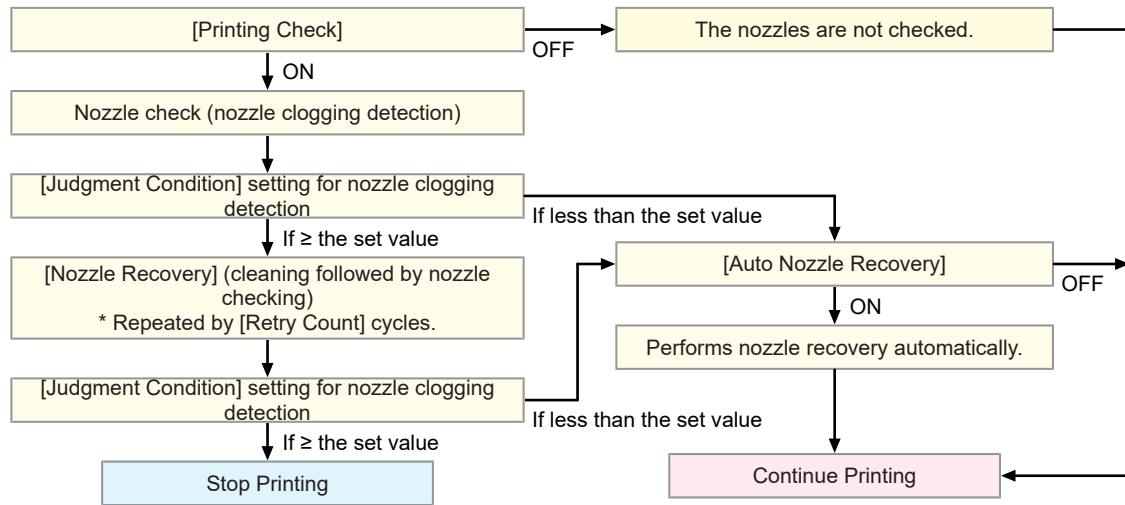 [Printing Check]
OFF
The nozzles are not checked.
ON
Nozzle check (nozzle clogging detection)
[Judgment Condition] setting for nozzle clogging
detection
If less than the set value
If ≥ the set value
[Nozzle Recovery] (cleaning followed by nozzle
checking)
* Repeated by [Retry Count] cycles.
[Auto Nozzle Recovery]
OFF
ON
Performs nozzle recovery automatically.
[Judgment Condition] setting for nozzle clogging
detection
If less than the set value
If ≥ the set value
Stop Printing
Continue Printing